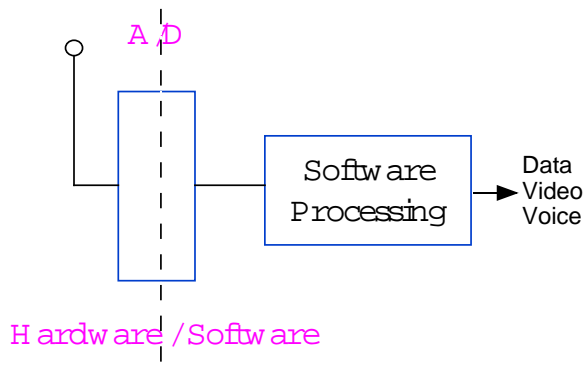 A/D
Software
Processing
Data
Video
Voice
Hardware/Software